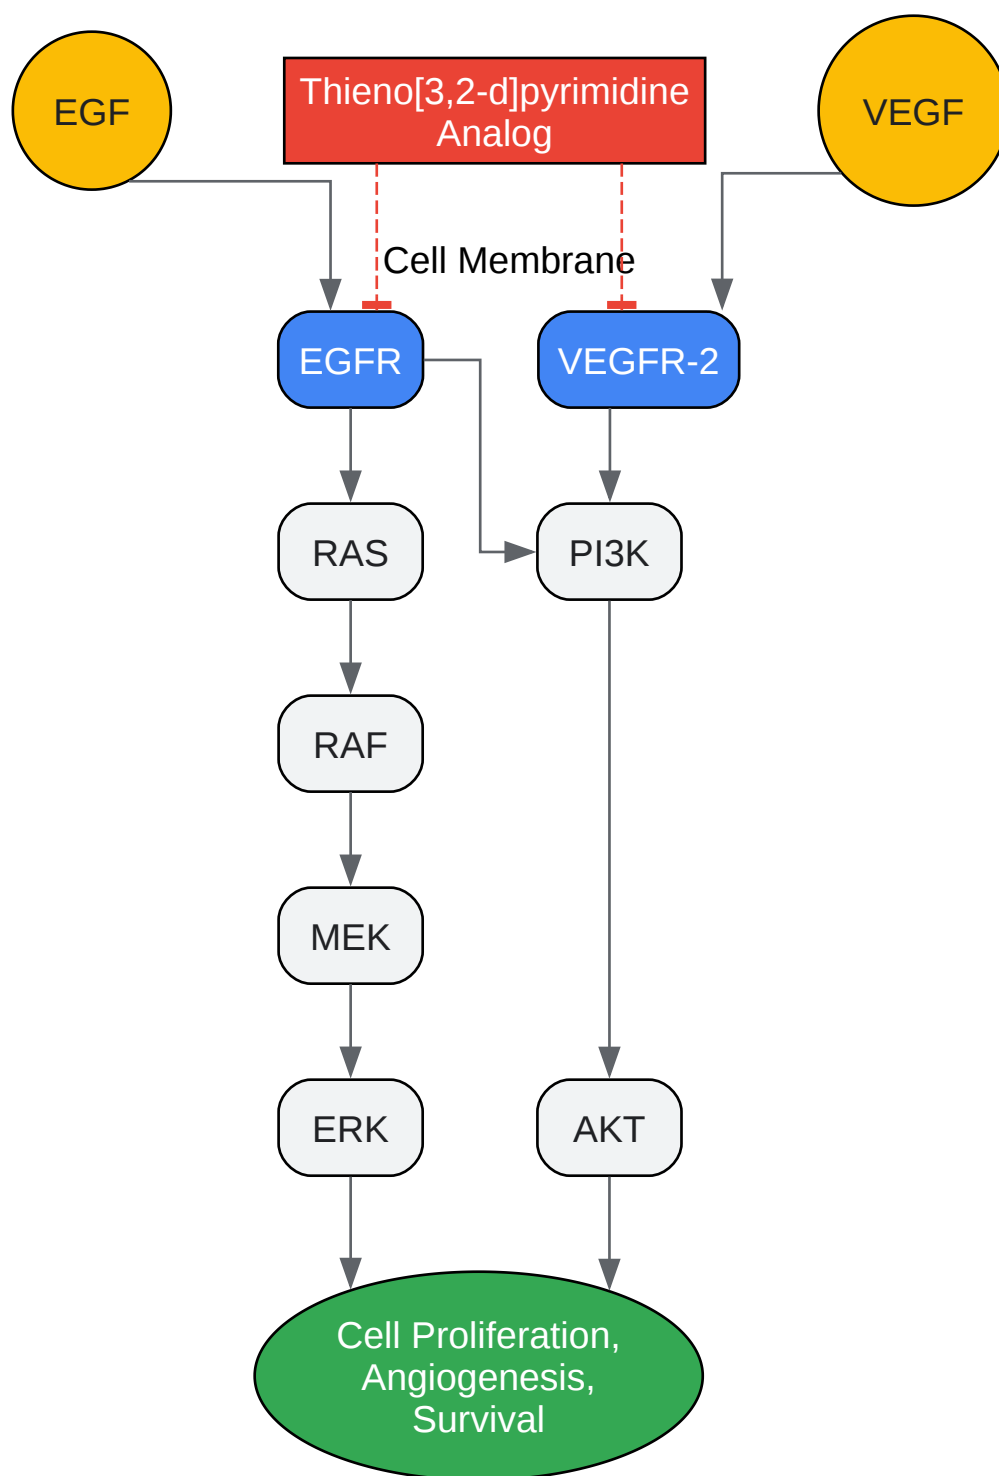 EGF
Thieno[3,2-d]pyrimidine
Analog
VEGF
Cell Membrane
EGFR
VEGFR-2
RAS
PI3K
RAF
MEK
ERK
AKT
Cell Proliferation,
Angiogenesis,
Survival